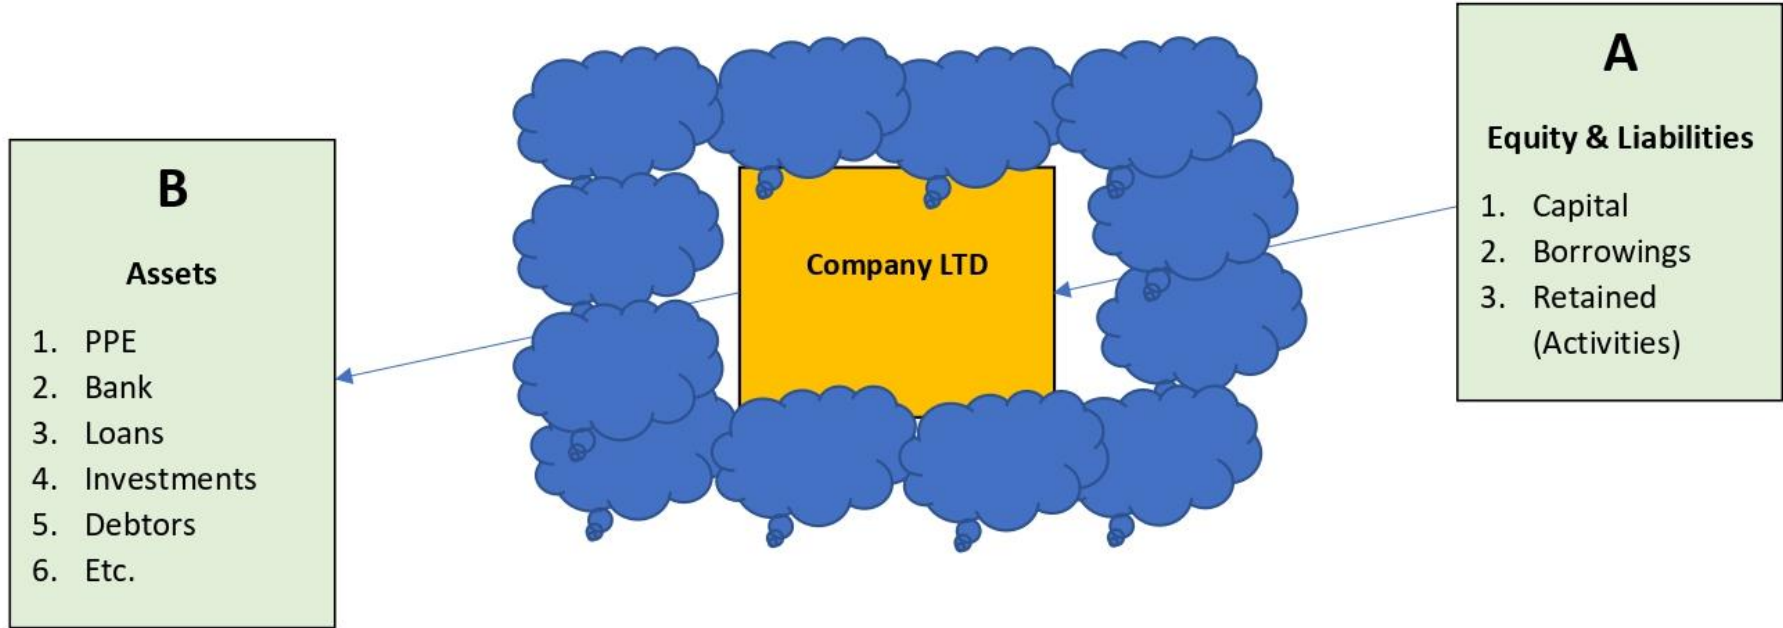 B
Assets
1. PPE
2. Bank
3. Loans
4. Investments
5. Debtors
6. Etc.
Company LTD
A
Equity & Liabilities
1. Capital
2. Borrowings
3. Retained
(Activities)